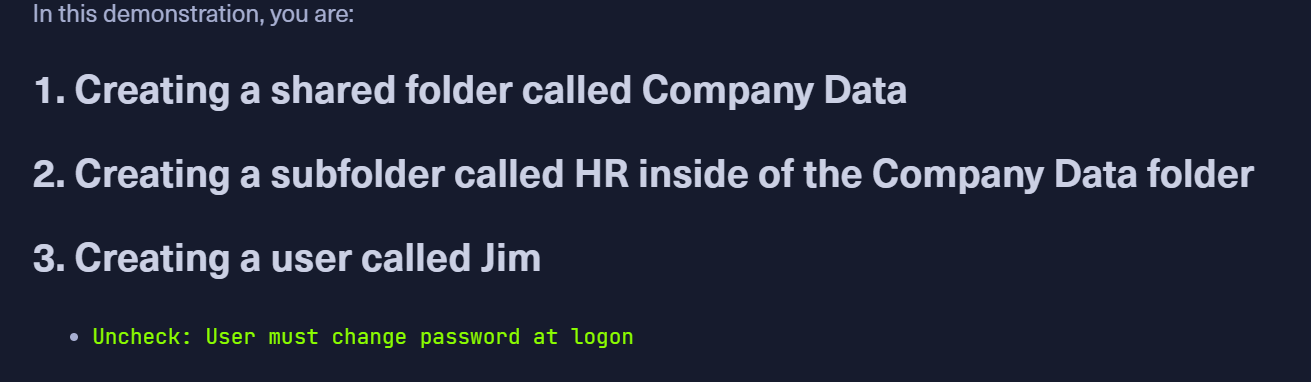 In this demonstration, you are:
1. Creating a shared folder called Company Data
2. Creating a subfolder called HR inside of the Company Data folder
3. Creating a user called Jim
• Uncheck: User must change password at logon